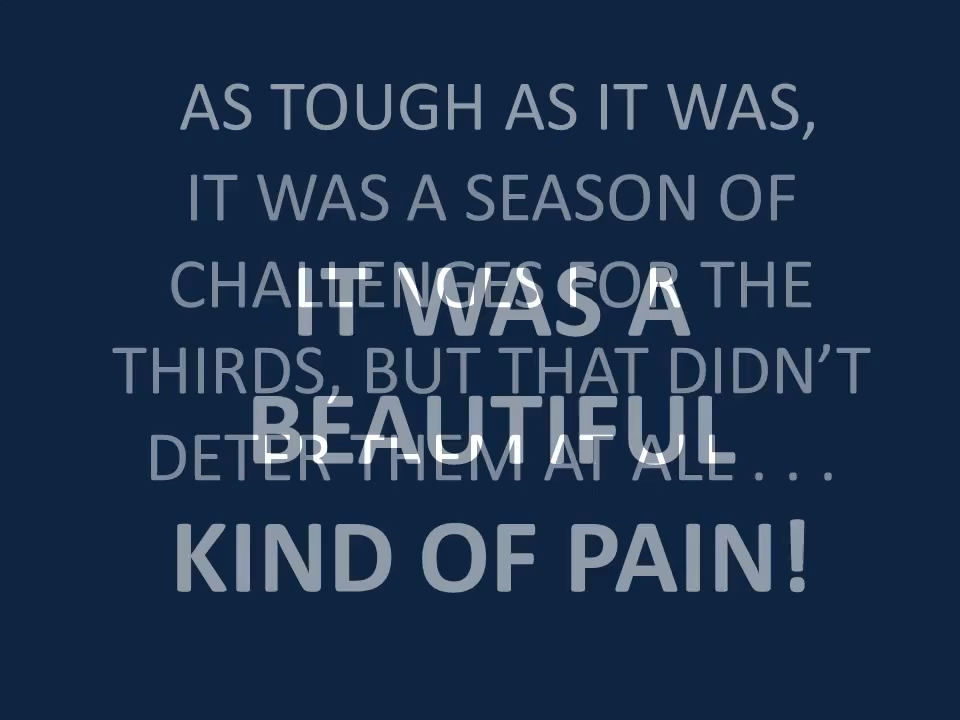 AS TOUGH AS IT WAS,
IT WAS A SEASON OF
CHALLENGES FOR THE
THIRDS, BUT THAT DIDN’T
DETER THEM AT ALL . . .
IT WAS A
BEAUTIFUL
KIND OF PAIN!